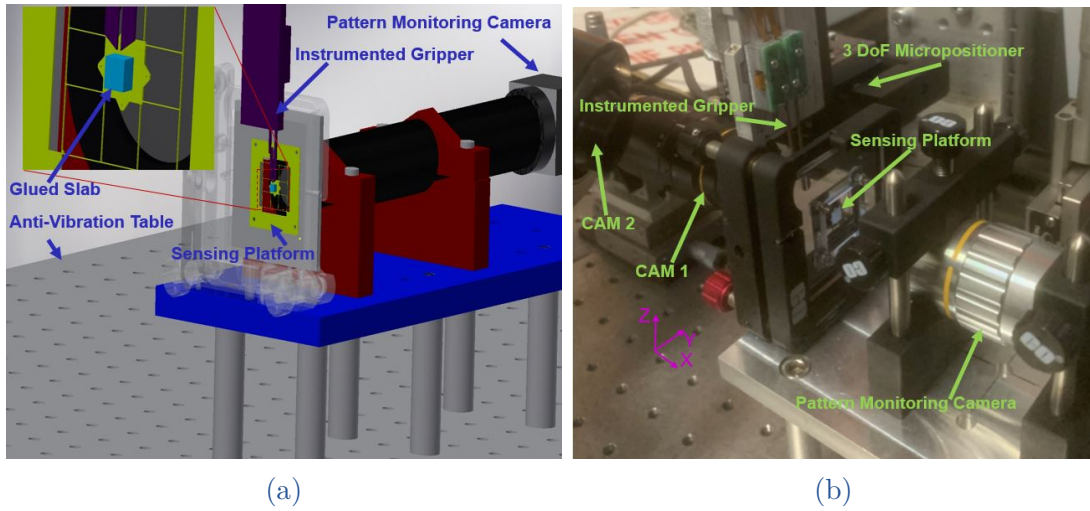 Pattern Monitoring Camera
Instrumented Gripper
Glued Slab
Anti-Vibration Table
Sensing Platform
3 DoF Micropositioner
Instrumented Gripper
Sensing Platform
CAM 2
CAM 1
Z
Y
X
Pattern Monitoring Camera
(a)
(b)